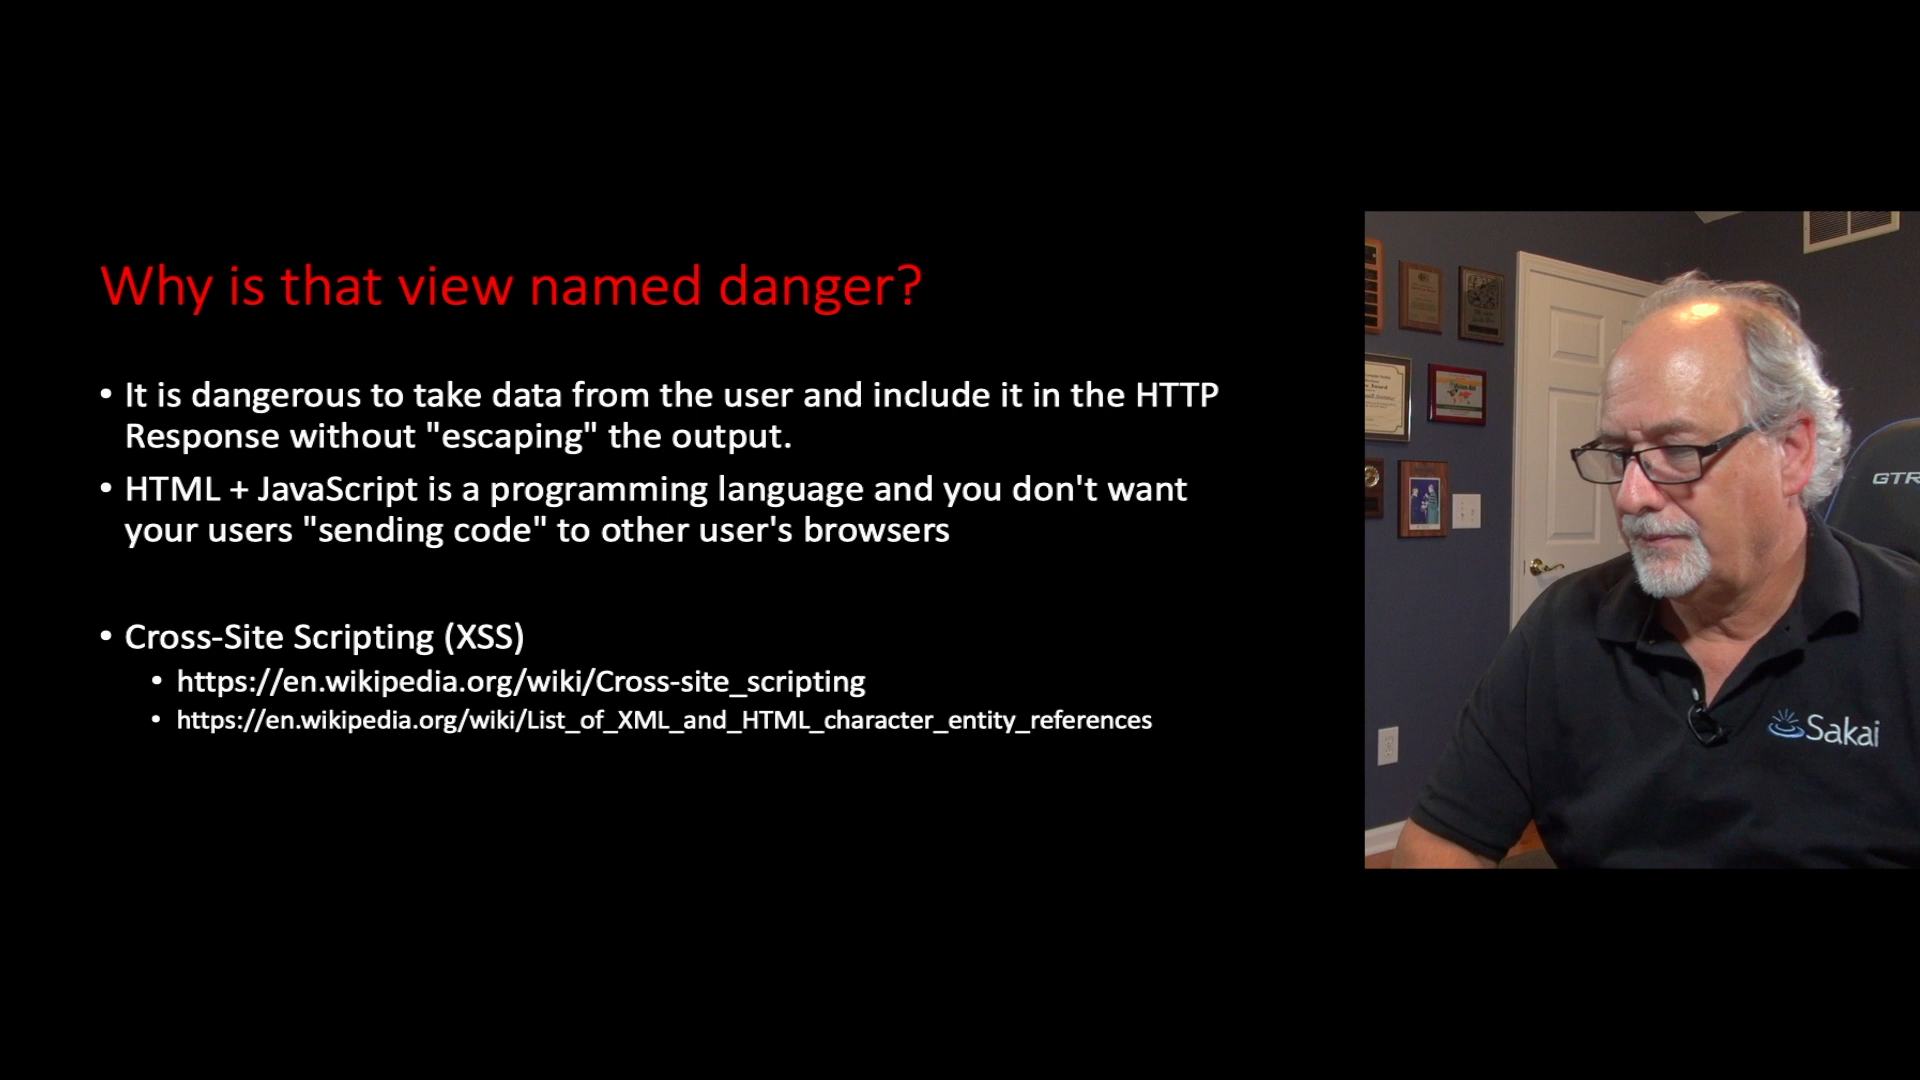 Why is that view named danger?
• It is dangerous to take data from the user and include it in the HTTP
Response without "escaping" the output.
• HTML + JavaScript is a programming language and you don't want
your users "sending code" to other user's browsers
• Cross-Site Scripting (XSS)
• https://en.wikipedia.org/wiki/Cross-site_scripting
• https://en.wikipedia.org/wiki/List_of_XML_and_HTML_character_entity_references
GTR
Sakai